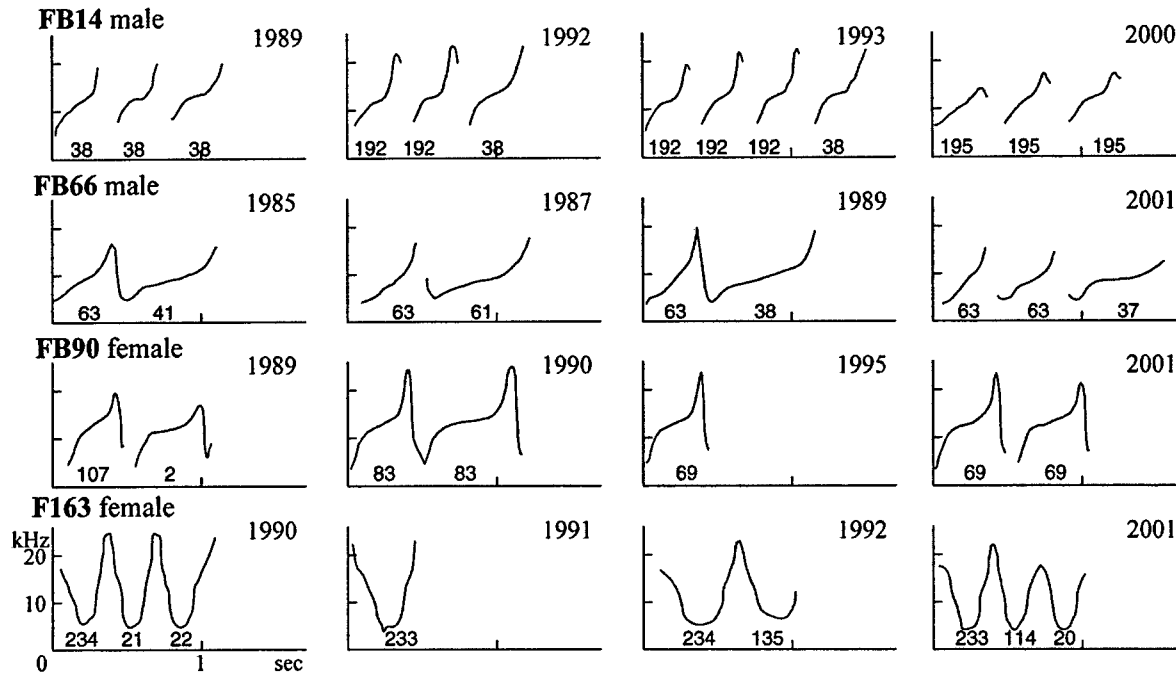 FB14 male
1989 1992 1993 2000
38 38 38 192 192 38 192 192 192 38 195 195 195
FB66 male
1985 1987 1989 2001
63 41 63 61 63 38 63 63 37
FB90 female
1989 1990 1995 2001
107 2 83 83 69 69 69
F163 female
kHz 1990 1991 1992 2001
20
10
234 21 22 233 234 135 233 114 20
0 1 sec